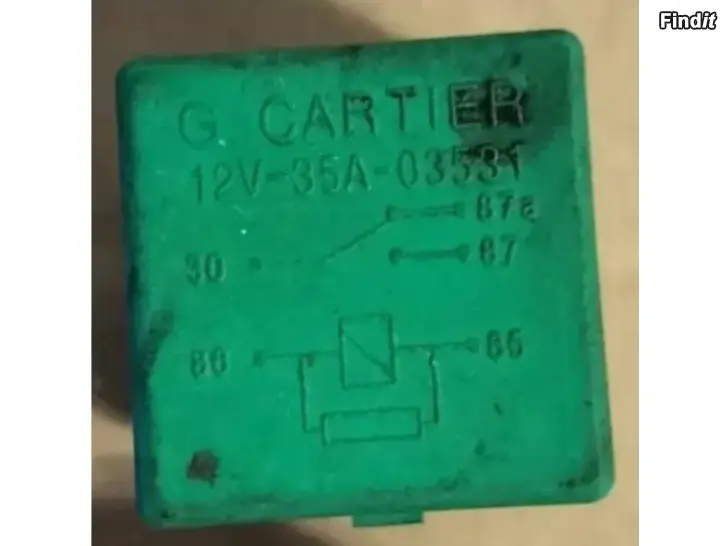 Findit
G. CARTIER
12V-35A-03531
87a
30
87
86
85